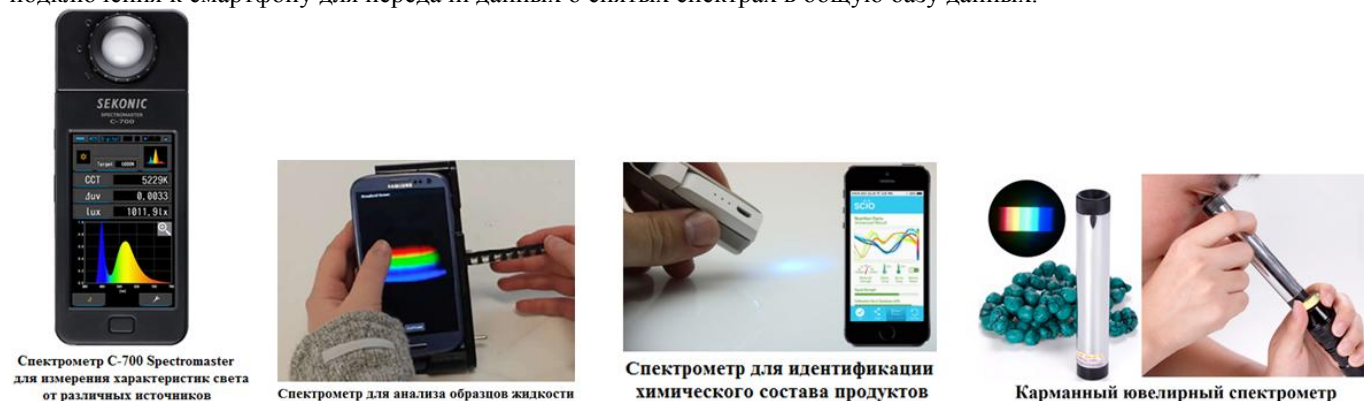 подключения к смартфону для передачи данных о снятых спектрах в общую базу данных.
SEKONIC
SPECTROMASTER
C-700
Target
CCT 5229K
Δuv 0.0033
lux 1011.9lx
Спектрометр C-700 Spectromaster
для измерения характеристик света
от различных источников
SAMSUNG
Спектрометр для анализа образцов жидкости
scio
Спектрометр для идентификации
химического состава продуктов
Карманный ювелирный спектрометр